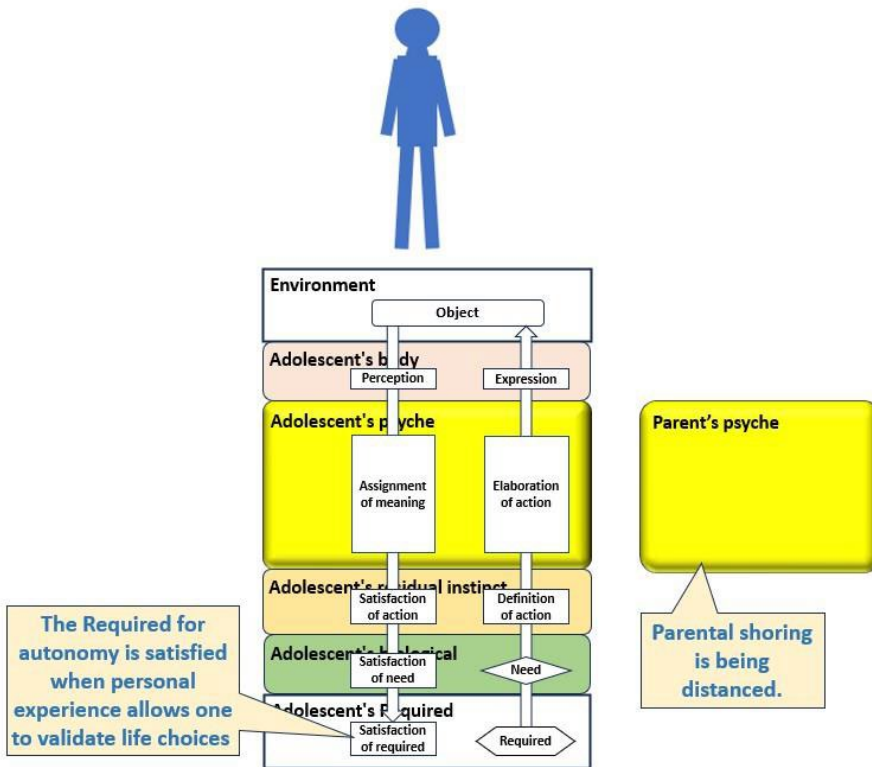 Environment
Object
Adolescent's body
Perception
Expression
Adolescent's psyche
Parent's psyche
Assignment
of meaning
Elaboration
of action
Adolescent's residual instinct
Satisfaction
of action
Definition
of action
The Required for
autonomy is satisfied
when personal
experience allows one
to validate life choices
Parental shoring
is being
distanced.
Adolescent's biological
Satisfaction
of need
Need
Adolescent's Required
Satisfaction
of required
Required